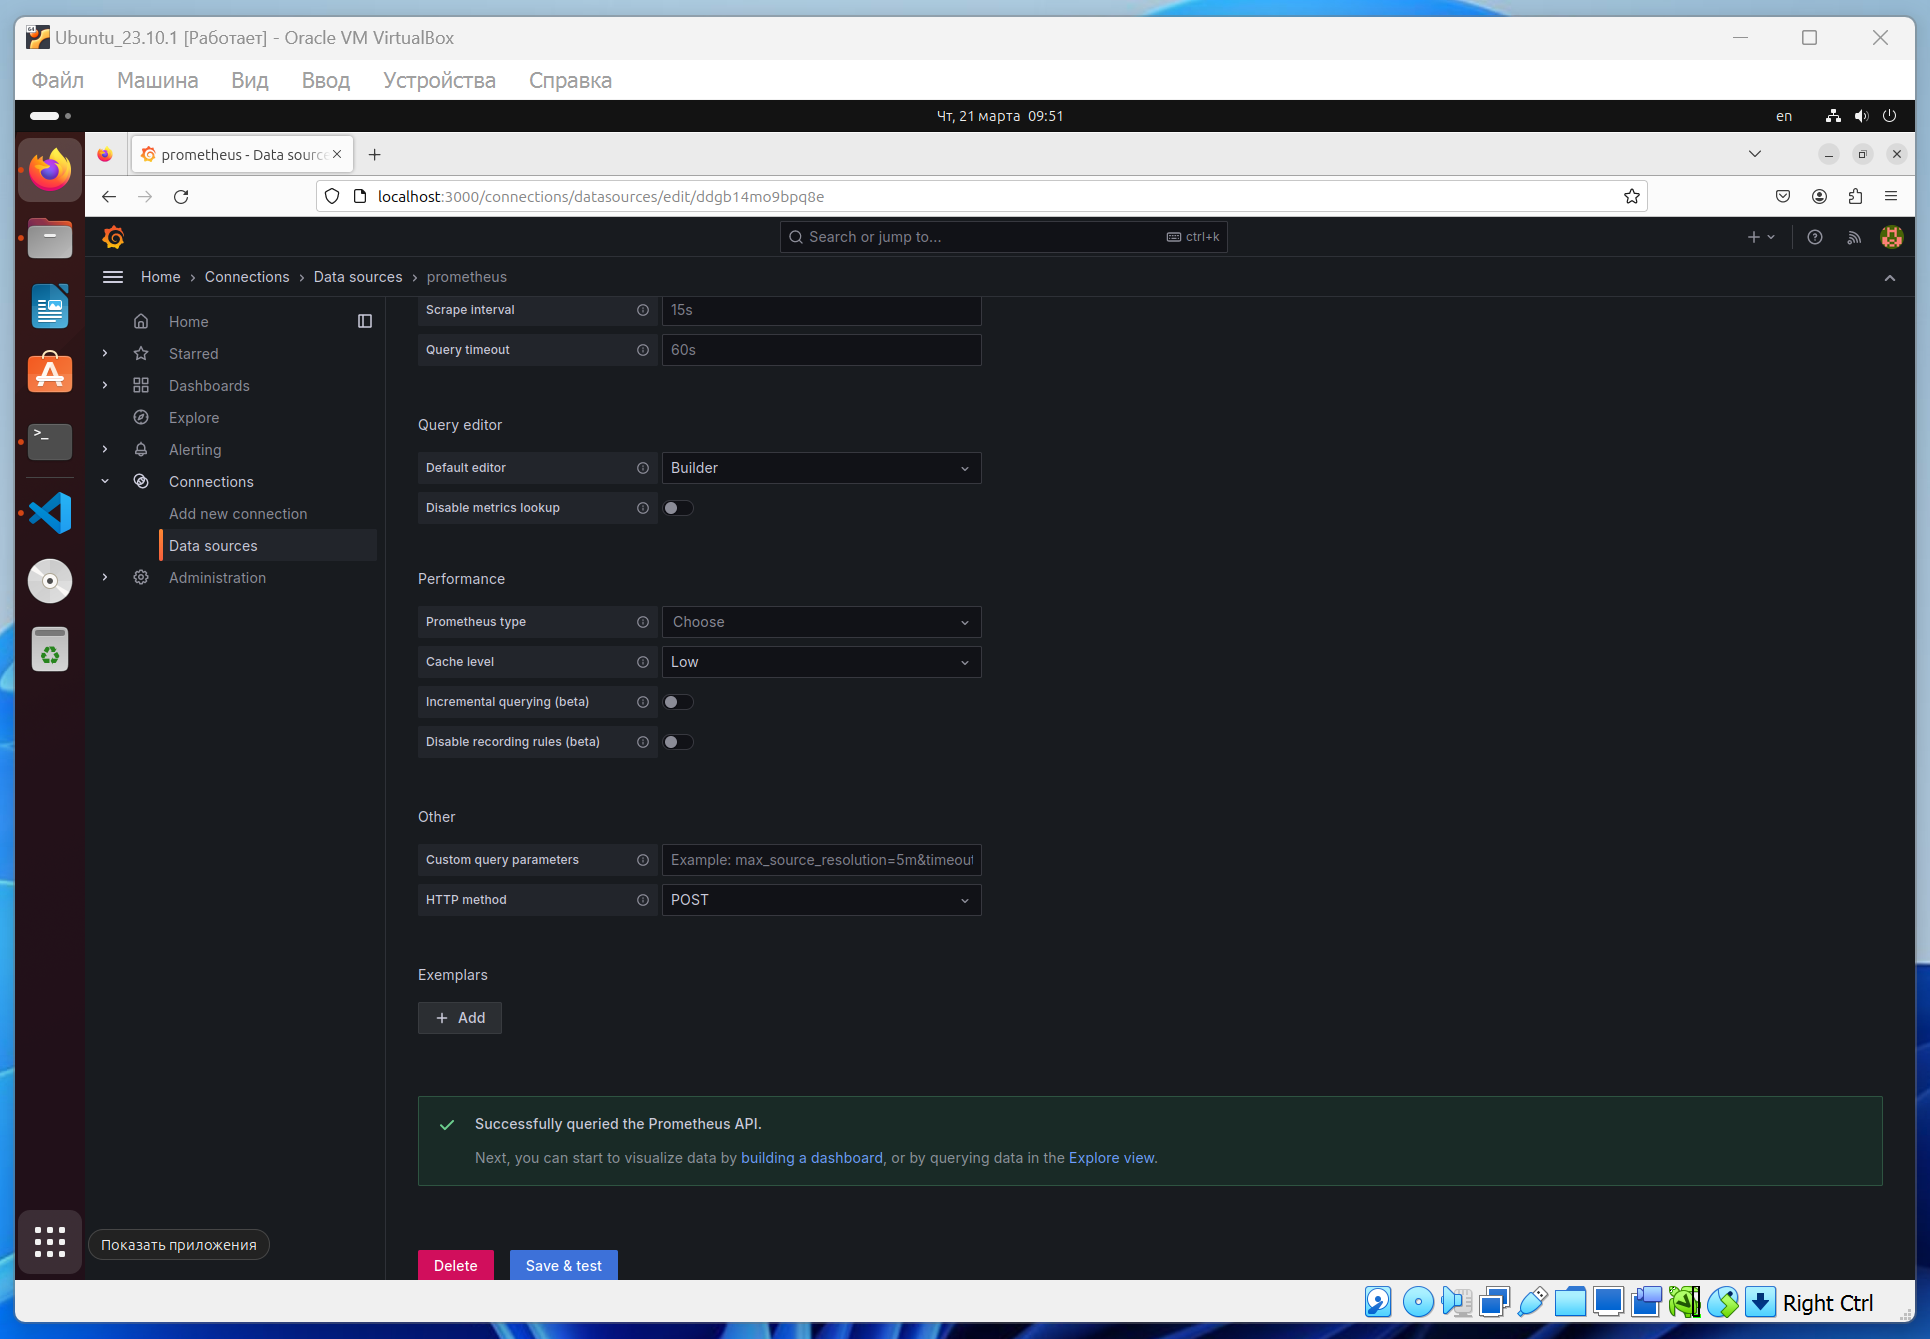 Ubuntu_23.10.1 [Работает] - Oracle VM VirtualBox
Файл Машина Вид Ввод Устройства Справка
Чт, 21 марта 09:51
en
prometheus - Data source
localhost:3000/connections/datasources/edit/ddgb14mo9bpq8e
Search or jump to...
ctrl+k
Home › Connections › Data sources › prometheus
Home
Starred
Dashboards
Explore
Alerting
Connections
Add new connection
Data sources
Administration
Scrape interval
15s
Query timeout
60s
Query editor
Default editor
Builder
Disable metrics lookup
Performance
Prometheus type
Choose
Cache level
Low
Incremental querying (beta)
Disable recording rules (beta)
Other
Custom query parameters
Example: max_source_resolution=5m&timeout
HTTP method
POST
Exemplars
+ Add
Successfully queried the Prometheus API.
Next, you can start to visualize data by building a dashboard, or by querying data in the Explore view.
Показать приложения
Delete
Save & test
Right Ctrl